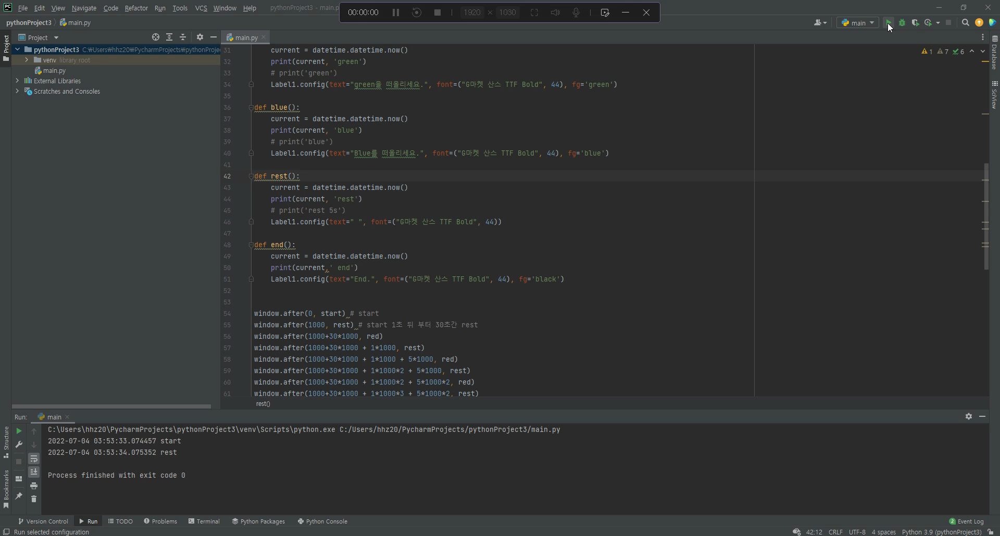 PC File Edit View Navigate Code Refactor Run Tools VCS Window Help pythonProject3 - main.p
00:00:00 1920 × 1030
pythonProject3 main.py
main
Project
main.py
pythonProject3 C:₩Users₩hhz20₩PycharmProjects₩pythonProje
venv library root
main.py
External Libraries
Scratches and Consoles
Project
Structure
Bookmarks
Database
SciView
1 7 6
31 current = datetime.datetime.now()
32 print(current, 'green')
33 # print('green')
34 Label1.config(text="green을 떠올리세요.", font=("G마켓 산스 TTF Bold", 44), fg='green')
35
36 def blue():
37 current = datetime.datetime.now()
38 print(current, 'blue')
39 # print('blue')
40 Label1.config(text="Blue를 떠올리세요.", font=("G마켓 산스 TTF Bold", 44), fg='blue')
41
42 def rest():
43 current = datetime.datetime.now()
44 print(current, 'rest')
45 # print('rest 5s')
46 Label1.config(text=" ", font=("G마켓 산스 TTF Bold", 44))
47
48 def end():
49 current = datetime.datetime.now()
50 print(current,' end')
51 Label1.config(text="End.", font=("G마켓 산스 TTF Bold", 44), fg='black')
52
53
54 window.after(0, start) # start
55 window.after(1000, rest) # start 1초 뒤 부터 30초간 rest
56 window.after(1000+30*1000, red)
57 window.after(1000+30*1000 + 1*1000, rest)
58 window.after(1000+30*1000 + 1*1000 + 5*1000, red)
59 window.after(1000+30*1000 + 1*1000*2 + 5*1000, rest)
60 window.after(1000+30*1000 + 1*1000*2 + 5*1000*2, red)
61 window.after(1000+30*1000 + 1*1000*3 + 5*1000*2, rest)
rest()
Run: main
C:\Users\hhz20\PycharmProjects\pythonProject3\venv\Scripts\python.exe C:/Users/hhz20/PycharmProjects/pythonProject3/main.py
2022-07-04 03:53:33.074457 start
2022-07-04 03:53:34.075352 rest
Process finished with exit code 0
Version Control Run TODO Problems Terminal Python Packages Python Console 2 Event Log
Run selected configuration 42:12 CRLF UTF-8 4 spaces Python 3.9 (pythonProject3)